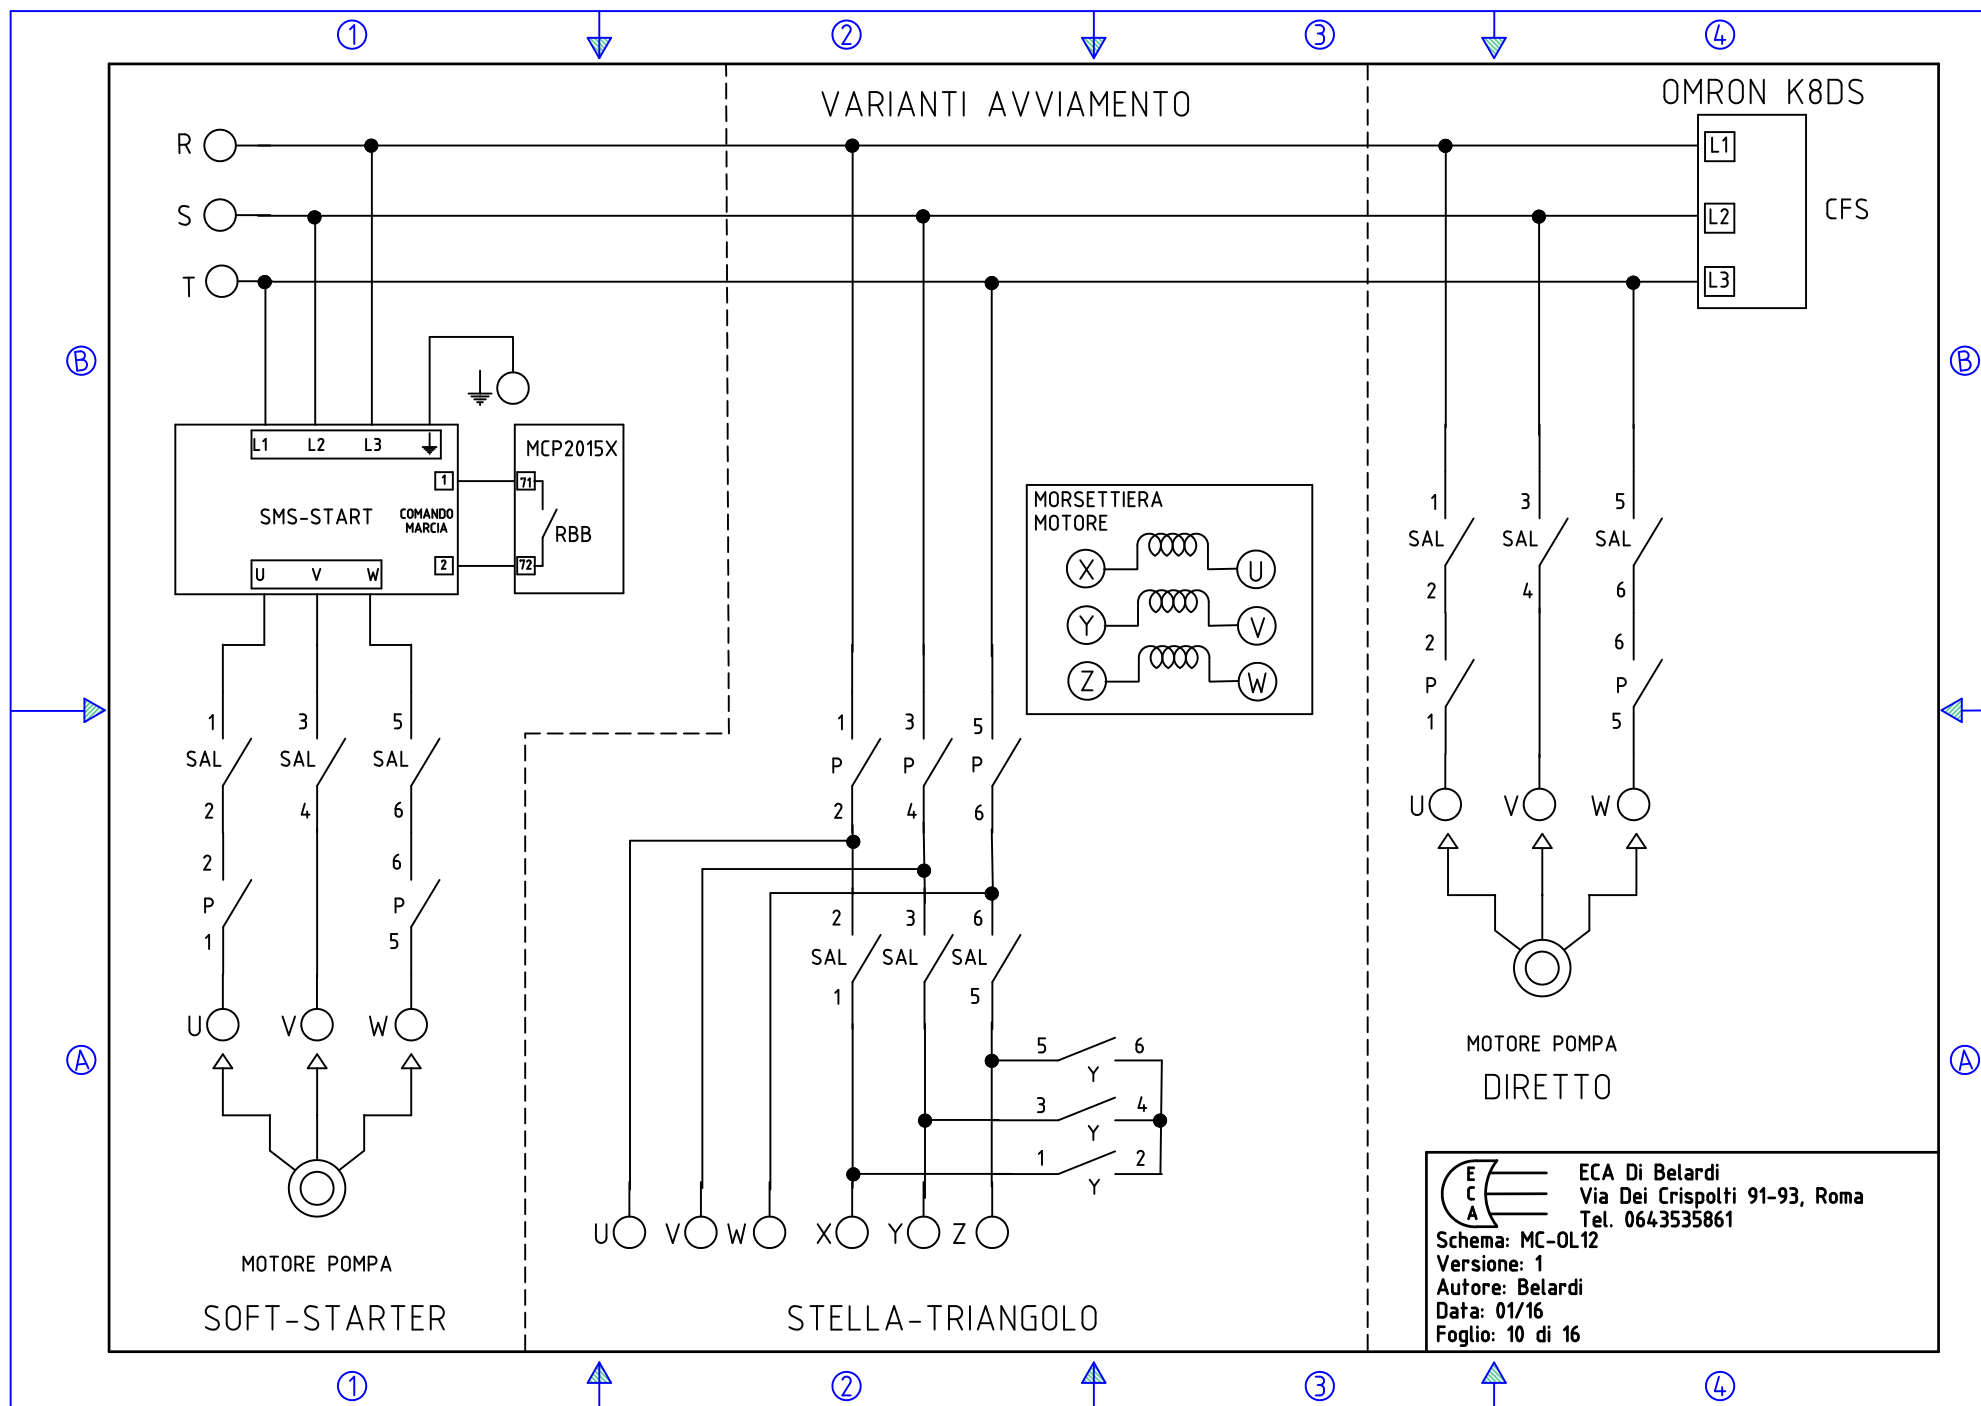 1 2 3 4
VARIANTI AVVIAMENTO
OMRON K8DS
R
L1
S
L2
CFS
T
L3
B
B
L1 L2 L3
MCP2015X
1
71
SMS-START
COMANDO
MARCIA
RBB
2
72
U V W
MORSETTIERA
MOTORE
X U
Y V
Z W
1 3 5
SAL SAL SAL
2 4 6
2 6
P P
1 5
U V W
1 3 5
SAL SAL SAL
2 4 6
2 6
P P
1 5
U V W
MOTORE POMPA
SOFT-STARTER
1 3 5
P P P
2 4 6
2 3 6
SAL SAL SAL
1 5
5 6
Y
3 4
Y
1 2
Y
U V W X Y Z
STELLA-TRIANGOLO
MOTORE POMPA
DIRETTO
A
A
E
C
A
ECA Di Belardi
Via Dei Crispolti 91-93, Roma
Tel. 0643535861
Schema: MC-OL12
Versione: 1
Autore: Belardi
Data: 01/16
Foglio: 10 di 16
1 2 3 4